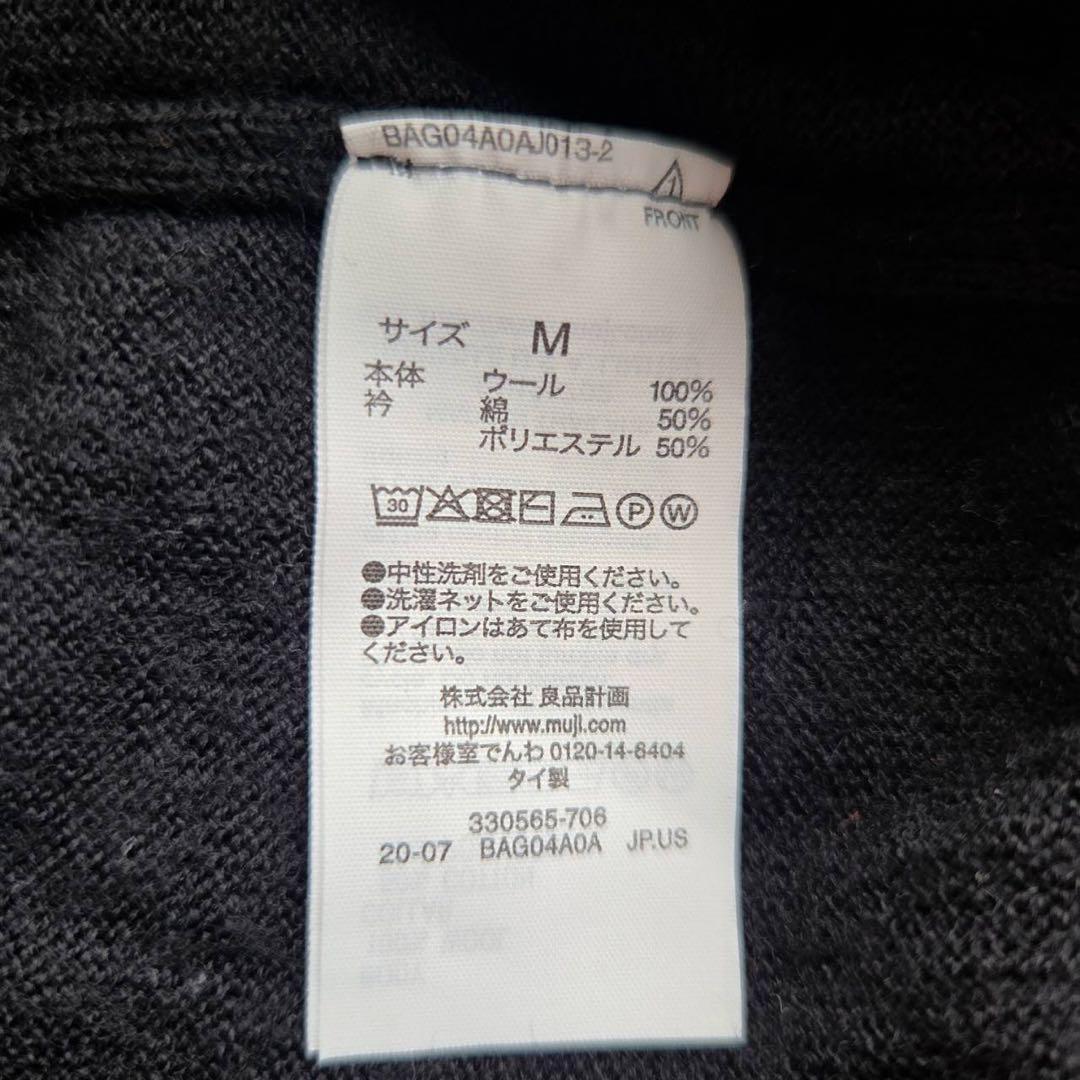 BAG04A0AJ013-2
1
FRONT
サイズ M
本体 ウール 100%
衿 綿 50%
ポリエステル 50%
30 P W
●中性洗剤をご使用ください。
●洗濯ネットをご使用ください。
●アイロンはあて布を使用して
ください。
株式会社 良品計画
http://www.muji.com
お客様室でんわ 0120-14-6404
タイ製
330565-706
20-07 BAG04A0A JP.US